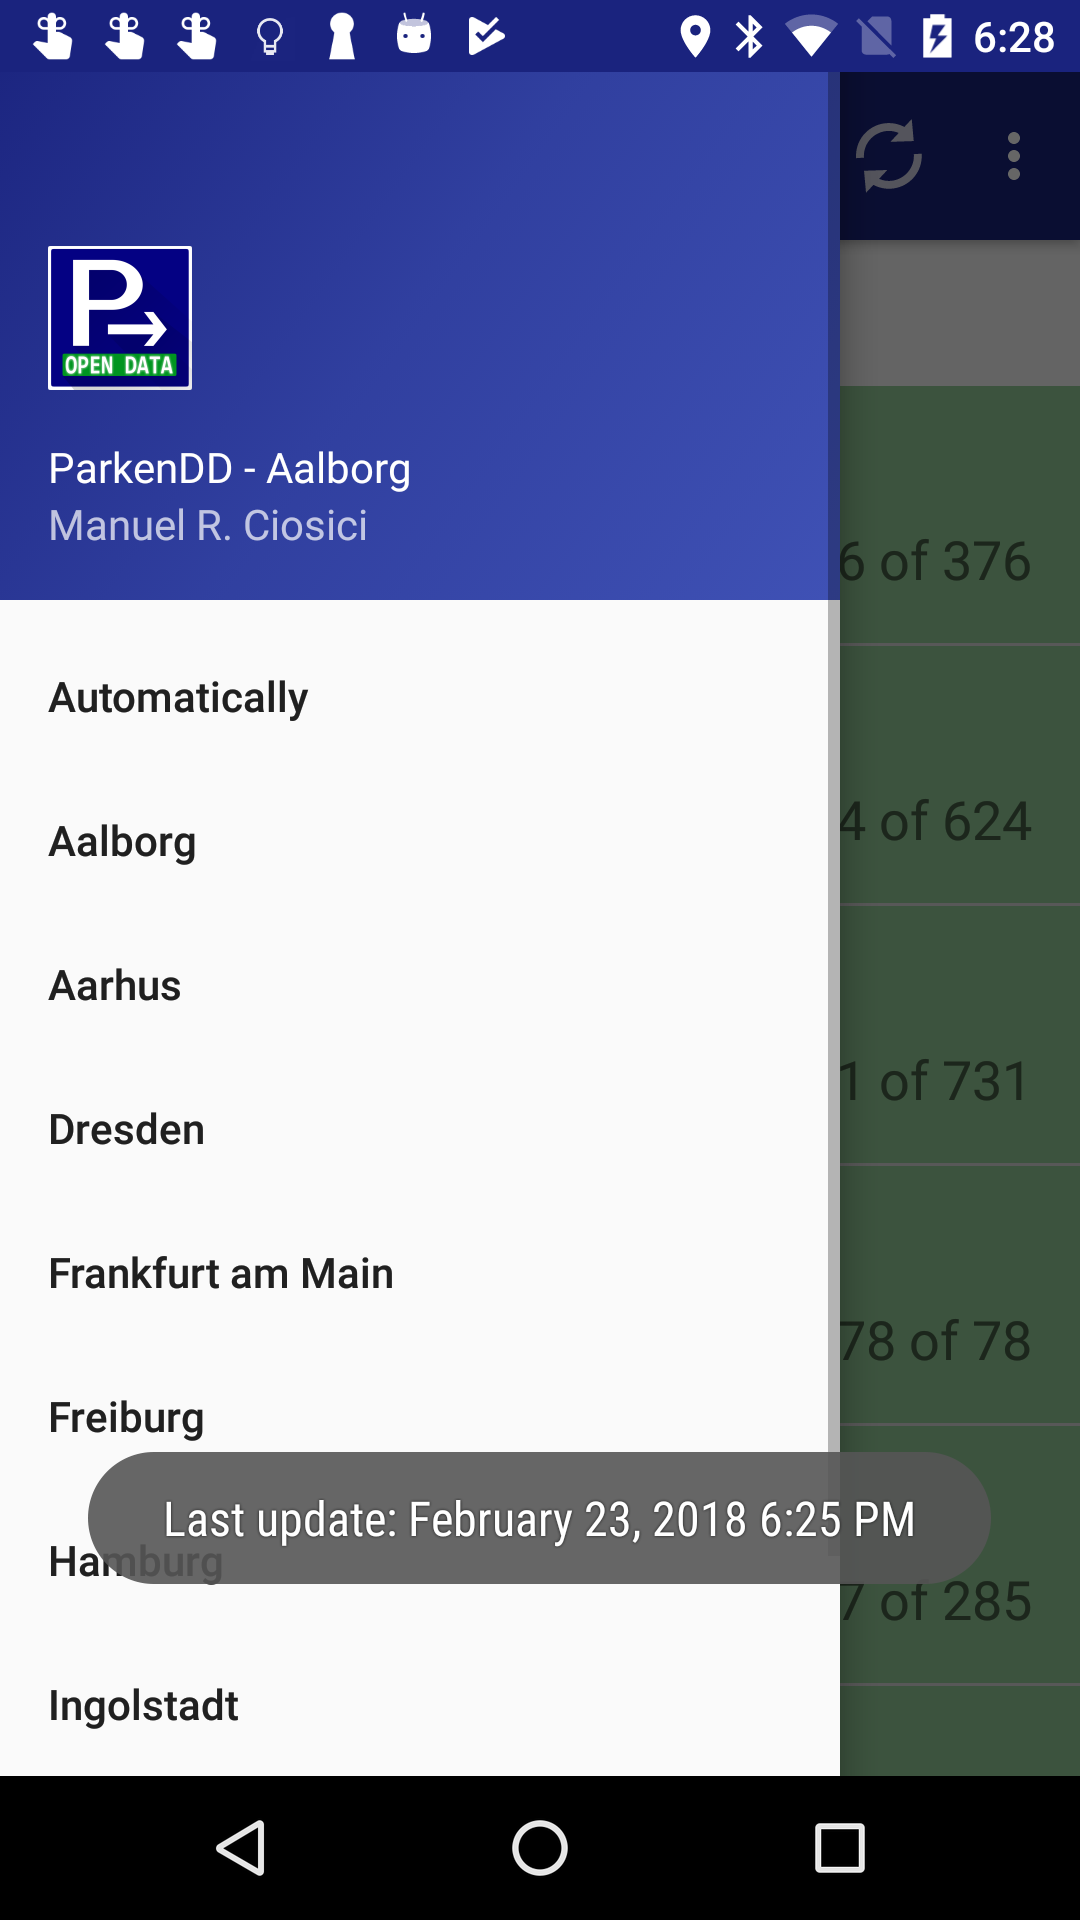 6:28
P
OPEN DATA
ParkenDD - Aalborg
Manuel R. Ciosici
Automatically
Aalborg
Aarhus
Dresden
Frankfurt am Main
Freiburg
Hamburg
Ingolstadt
6 of 376
4 of 624
1 of 731
78 of 78
7 of 285
Last update: February 23, 2018 6:25 PM